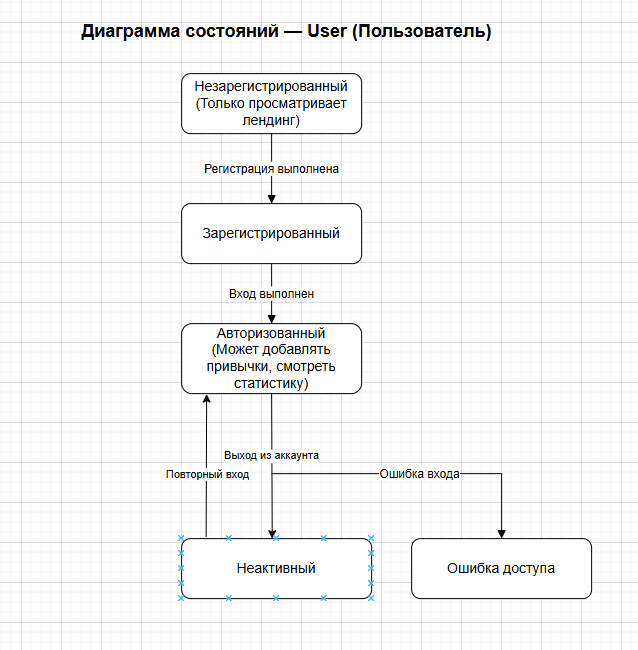 Диаграмма состояний — User (Пользователь)
Незарегистрированный
(Только просматривает
лендинг)
Регистрация выполнена
Зарегистрированный
Вход выполнен
Авторизованный
(Может добавлять
привычки, смотреть
статистику)
Выход из аккаунта
Повторный вход
Ошибка входа
Неактивный
Ошибка доступа